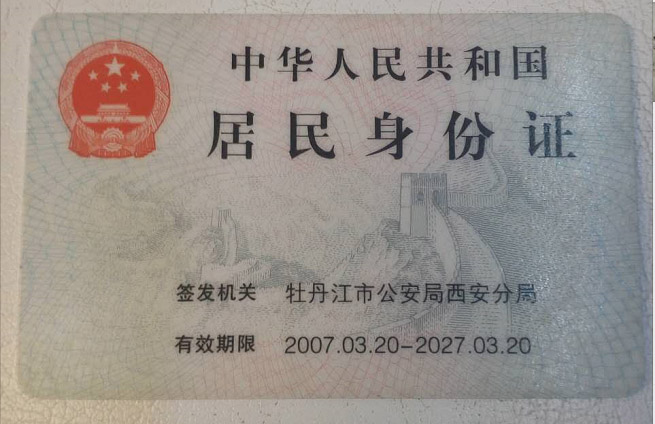 中华人民共和国
居民身份证
签发机关 牡丹江市公安局西安分局
有效期限 2007.03.20-2027.03.20